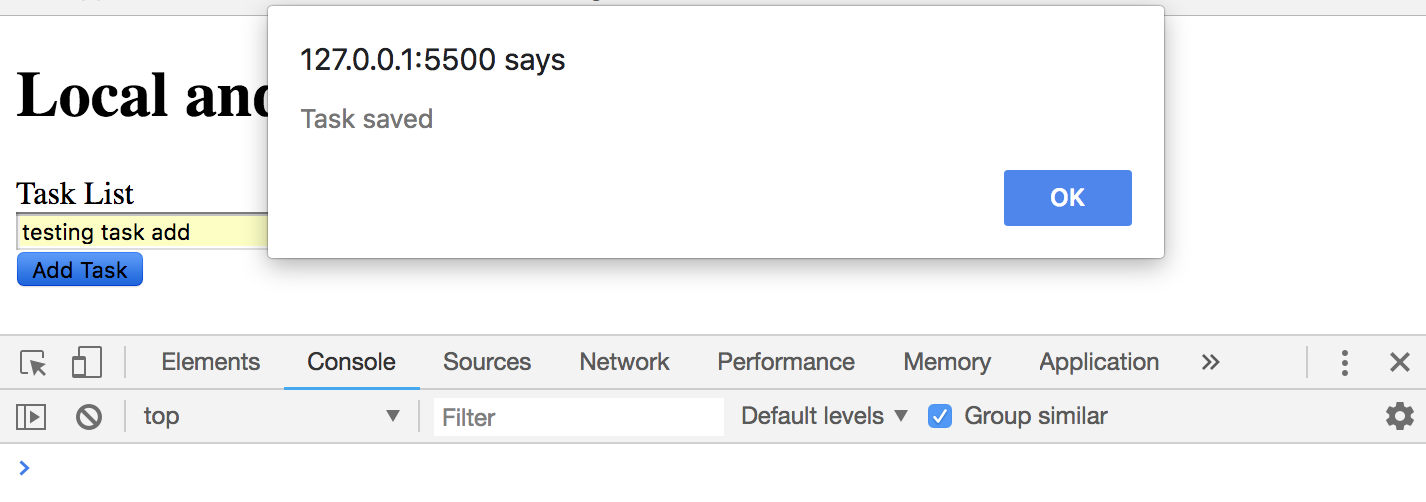 127.0.0.1:5500 says
Task saved
OK
Local and
Task List
testing task add
Add Task
Elements Console Sources Network Performance Memory Application
top Filter Default levels Group similar